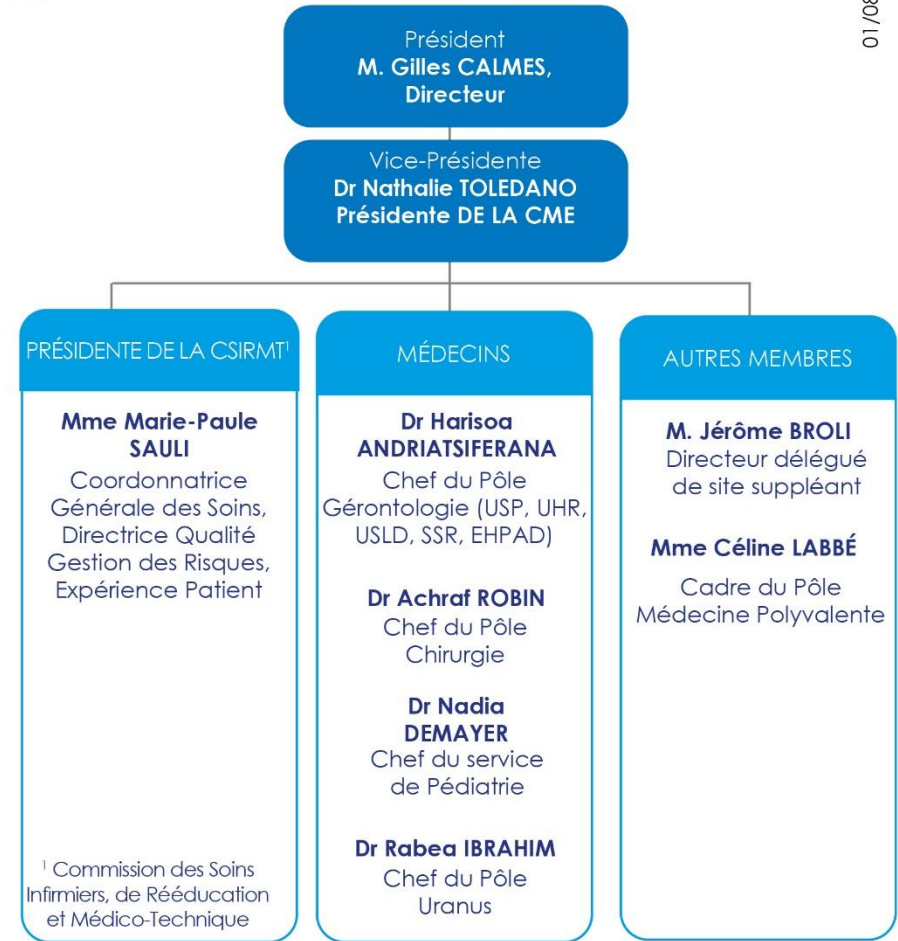 01/08
Président
M. Gilles CALMES,
Directeur
Vice-Présidente
Dr Nathalie TOLEDANO
Présidente DE LA CME
PRÉSIDENTE DE LA CSIRMT¹
Mme Marie-Paule
SAULI
Coordonnatrice
Générale des Soins,
Directrice Qualité
Gestion des Risques,
Expérience Patient
¹ Commission des Soins
Infirmiers, de Rééducation
et Médico-Technique
MÉDECINS
Dr Harisoa
ANDRIATSIFERANA
Chef du Pôle
Gérontologie (USP, UHR,
USLD, SSR, EHPAD)
Dr Achraf ROBIN
Chef du Pôle
Chirurgie
Dr Nadia
DEMAYER
Chef du service
de Pédiatrie
Dr Rabea IBRAHIM
Chef du Pôle
Uranus
AUTRES MEMBRES
M. Jérôme BROLI
Directeur délégué
de site suppléant
Mme Céline LABBÉ
Cadre du Pôle
Médecine Polyvalente